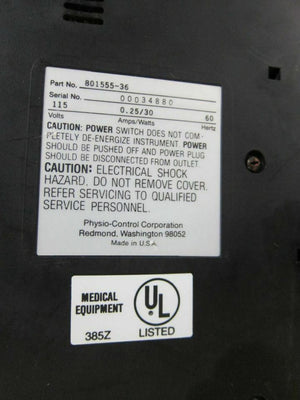 Part No. 801555-36
Serial No. 00034880
115 0.25/30 60
Volts Amps/Watts Hertz
CAUTION: POWER SWITCH DOES NOT COM-
PLETELY DE-ENERGIZE INSTRUMENT. POWER
SHOULD BE PUSHED OFF AND POWER PLUG
SHOULD BE DISCONNECTED FROM OUTLET
CAUTION: ELECTRICAL SHOCK
HAZARD. DO NOT REMOVE COVER.
REFER SERVICING TO QUALIFIED
SERVICE PERSONNEL.
Physio-Control Corporation
Redmond, Washington 98052
Made in U.S.A.
MEDICAL
EQUIPMENT
385Z
UL
LISTED